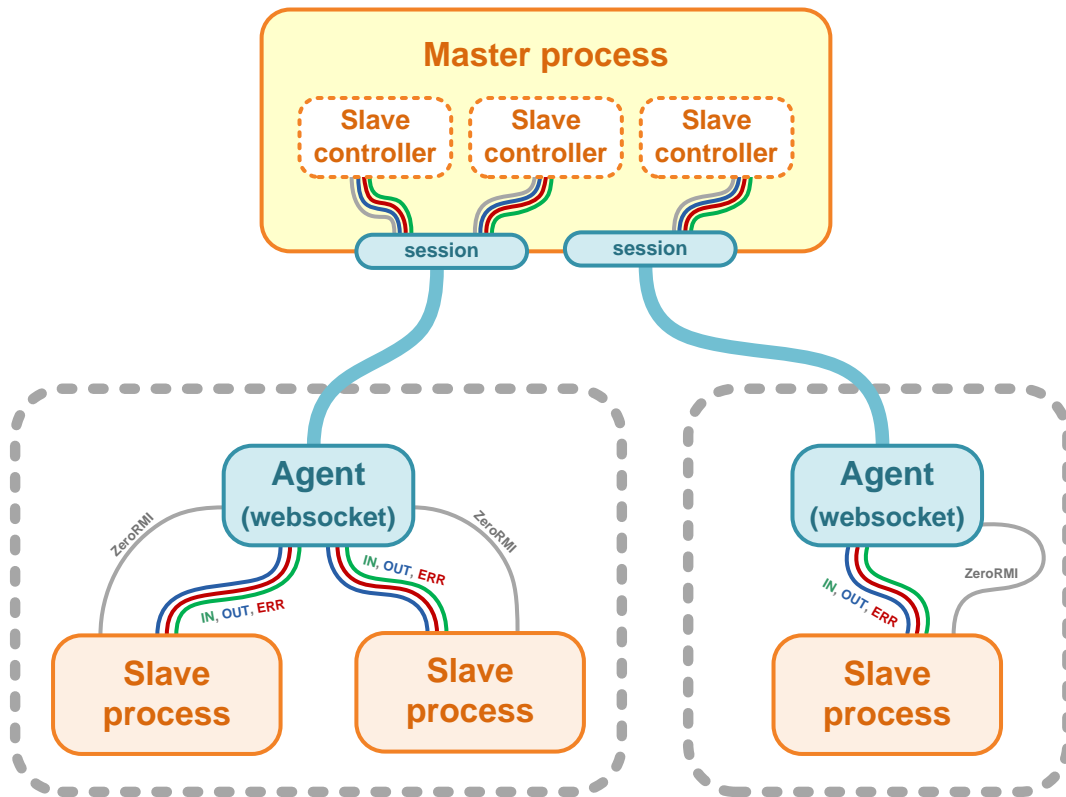 Master process
Slave
controller
Slave
controller
Slave
controller
session
session
Agent
(websocket)
ZeroRMI
ZeroRMI
IN, OUT, ERR
IN, OUT, ERR
Slave
process
Slave
process
Agent
(websocket)
ZeroRMI
IN, OUT, ERR
Slave
process